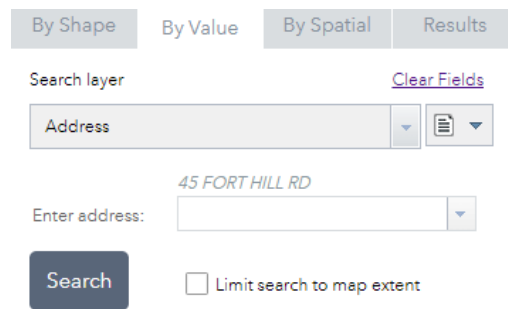 By Shape By Value By Spatial Results
Search layer Clear Fields
Address
45 FORT HILL RD
Enter address:
Search Limit search to map extent